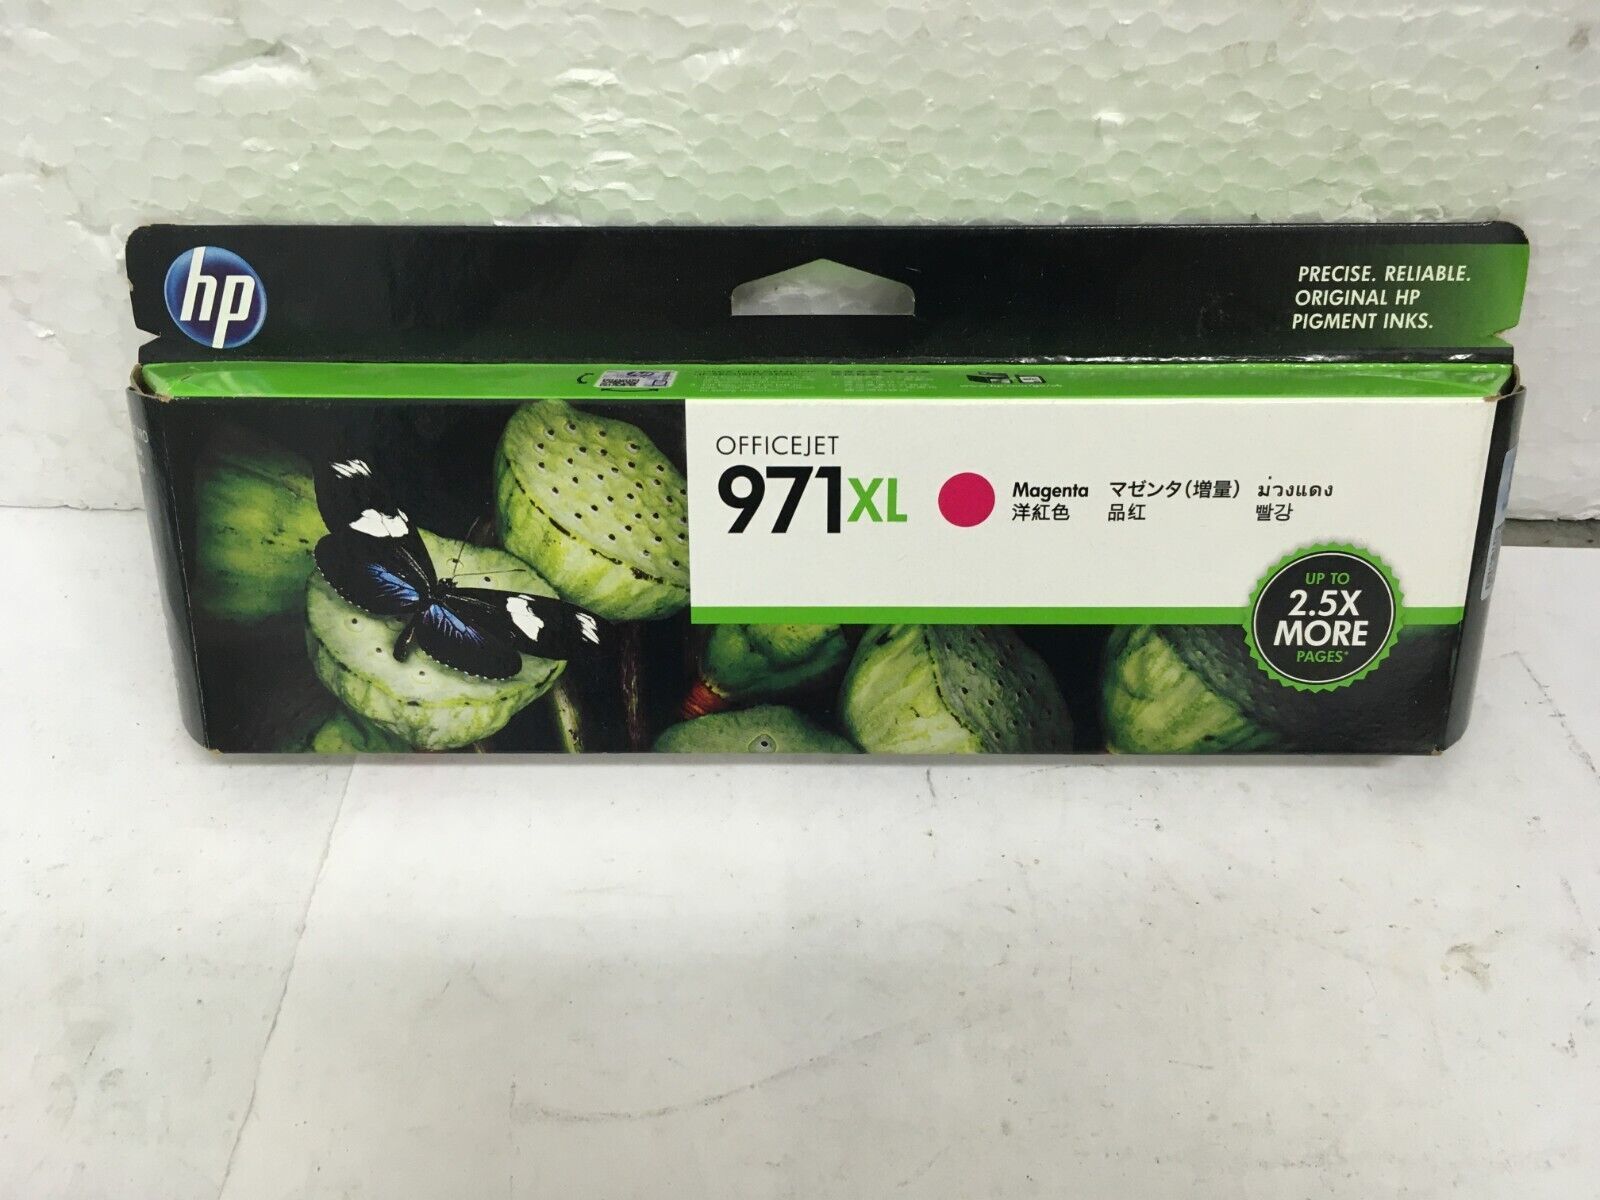 hp
PRECISE. RELIABLE.
ORIGINAL HP
PIGMENT INKS.
OFFICEJET
971XL
Magenta マゼンタ(増量) ม่วงแดง
洋紅色 品红 빨강
UP TO
2.5X
MORE
PAGES*